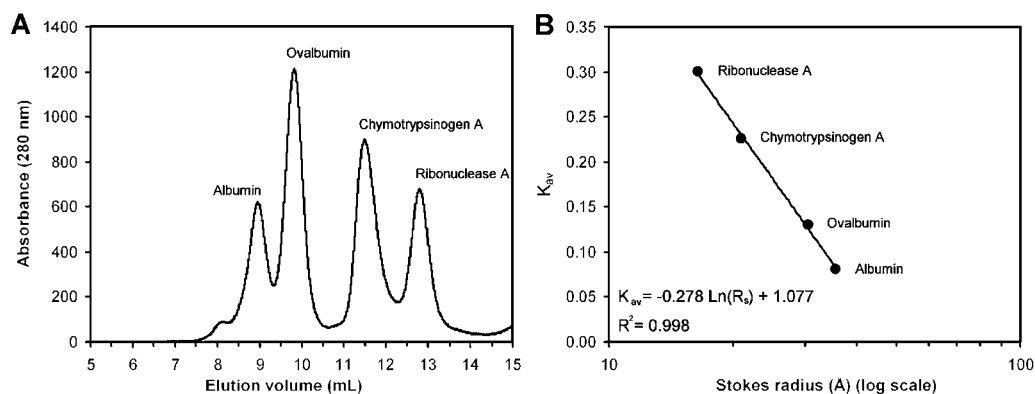 A
Absorbance (280 nm)
1400
1200
1000
800
600
400
200
0
Albumin
Ovalbumin
Chymotrypsinogen A
Ribonuclease A
5 6 7 8 9 10 11 12 13 14 15
Elution volume (mL)
B
Kav
0.35
0.30
0.25
0.20
0.15
0.10
0.05
0.00
Ribonuclease A
Chymotrypsinogen A
Ovalbumin
Albumin
Kav= -0.278 Ln(Rs) + 1.077
R²= 0.998
10 100
Stokes radius (Å) (log scale)